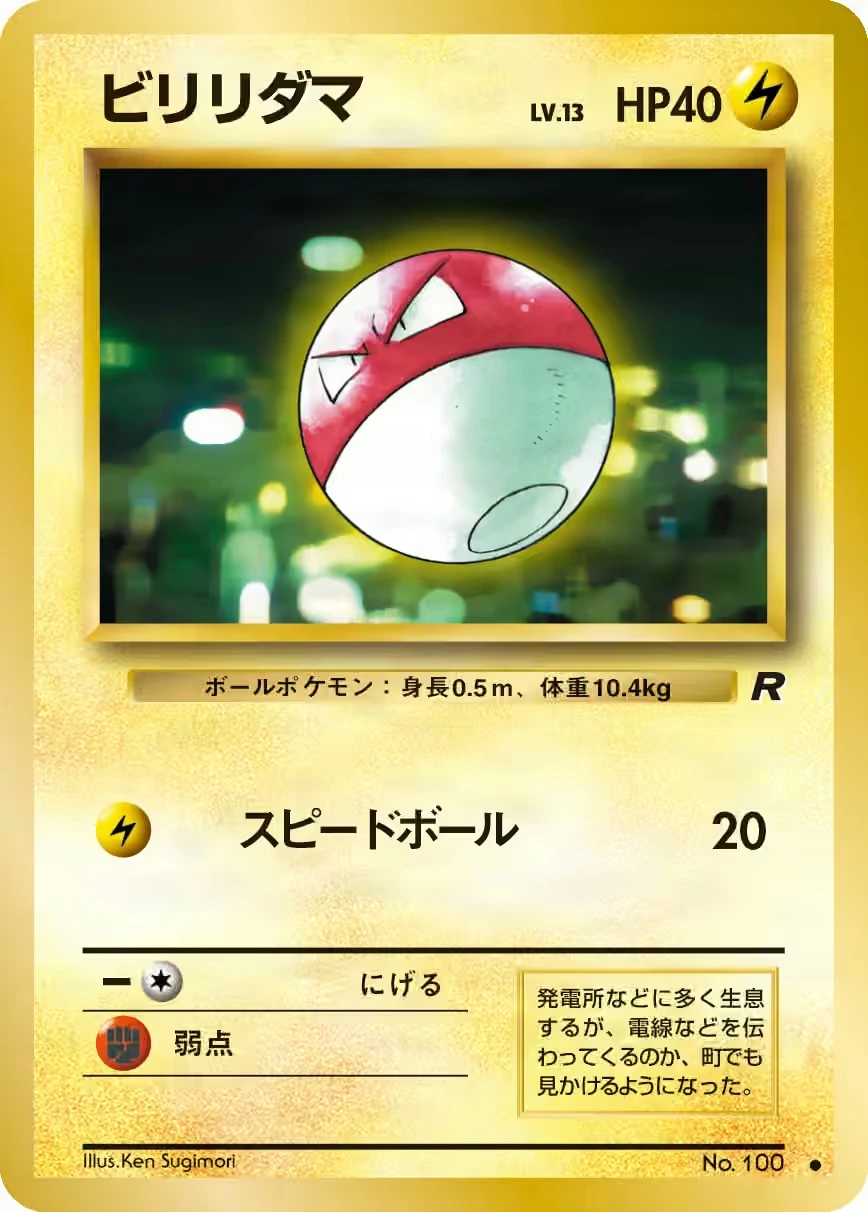 ビリリダマ LV.13 HP40
ボールポケモン：身長0.5m、体重10.4kg R
スピードボール 20
ー にげる
弱点
発電所などに多く生息
するが、電線などを伝
わってくるのか、町でも
見かけるようになった。
Illus.Ken Sugimori No. 100 ●